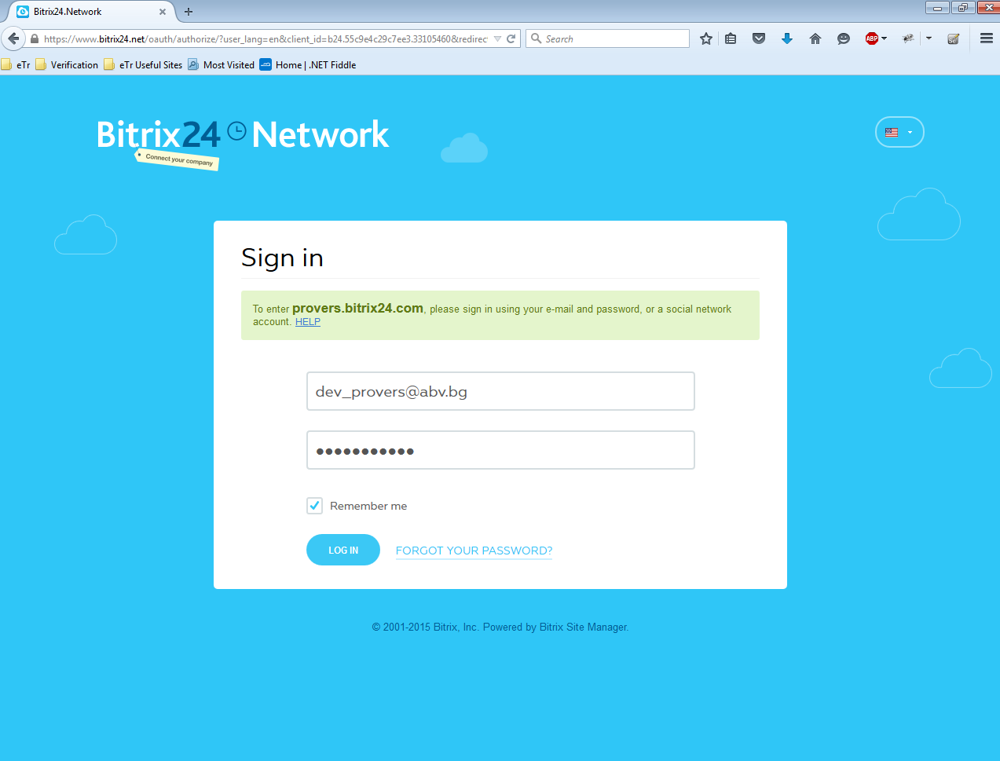 Bitrix24.Network
https://www.bitrix24.net/oauth/authorize/?user_lang=en&client_id=b24.55c9e4c29c7ee3.33105460&redirect
Search
ABP
eTr
Verification
eTr Useful Sites
Most Visited
Home | .NET Fiddle
Bitrix24 Network
Connect your company
Sign in
To enter provers.bitrix24.com, please sign in using your e-mail and password, or a social network
account. HELP
dev_provers@abv.bg
Remember me
LOG IN
FORGOT YOUR PASSWORD?
© 2001-2015 Bitrix, Inc. Powered by Bitrix Site Manager.